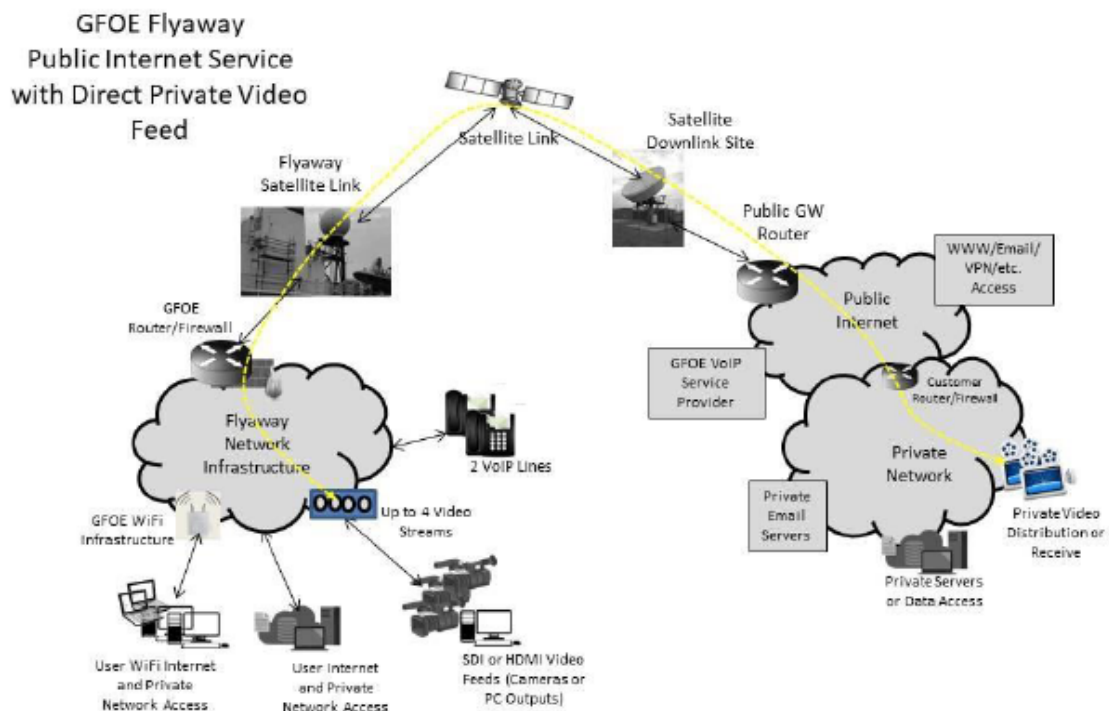 GFOE Flyaway
Public Internet Service
with Direct Private Video
Feed
Satellite Link
Satellite
Downlink Site
Flyaway
Satellite Link
Public GW
Router
WWW/Email/
VPN/etc.
Access
Public
Internet
GFOE
Router/Firewall
GFOE VoIP
Service
Provider
Customer
Router/Firewall
Flyaway
Network
Infrastructure
2 VoIP Lines
Private
Network
GFOE WiFi
Infrastructure
Up to 4 Video
Streams
Private
Email
Servers
Private Video
Distribution or
Receive
Private Servers
or Data Access
User WiFi Internet
and Private
Network Access
User Internet
and Private
Network Access
SDI or HDMI Video
Feeds (Cameras or
PC Outputs)